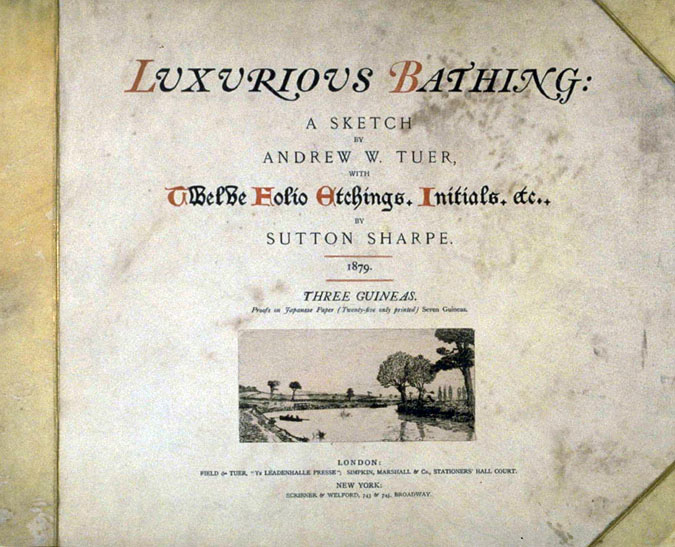 LUXURIOUS BATHING:
A SKETCH
BY
ANDREW W. TUER,
WITH
Twelve Folio Etchings. Initials. etc..
BY
SUTTON SHARPE.
1879.
THREE GUINEAS.
Proofs on Japanese Paper (Twenty-five only printed) Seven Guineas.
LONDON:
FIELD & TUER, "Ye LEADENHALLE PRESSE"; SIMPKIN, MARSHALL & Co., STATIONERS' HALL COURT.
NEW YORK:
SCRIBNER & WELFORD, 743 & 745, BROADWAY.